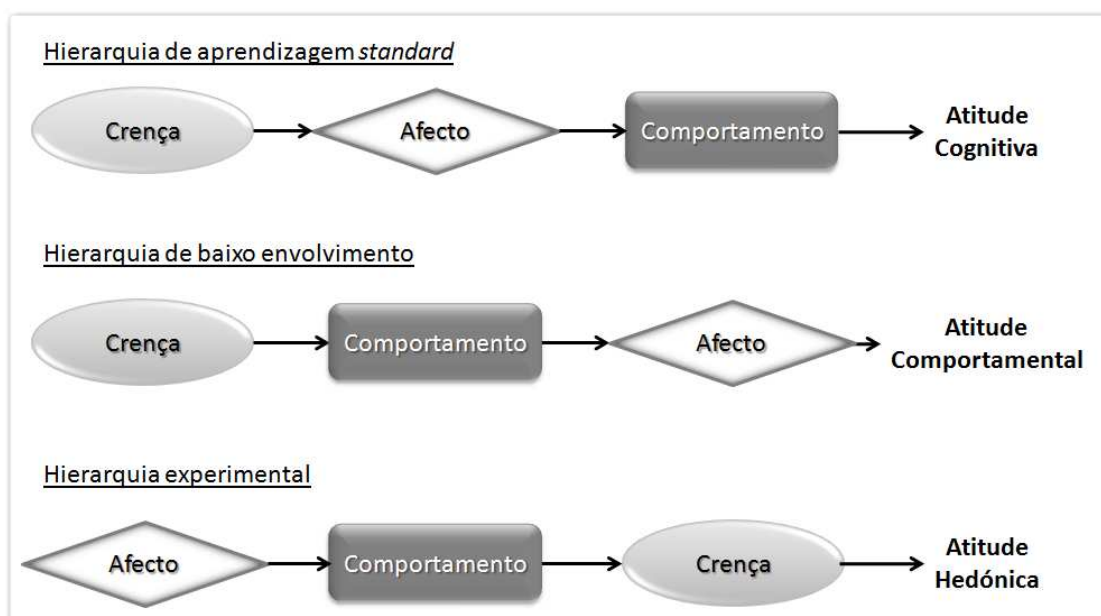 Hierarquia de aprendizagem standard
Crença
Afecto
Comportamento
Atitude
Cognitiva
Hierarquia de baixo envolvimento
Crença
Comportamento
Afecto
Atitude
Comportamental
Hierarquia experimental
Afecto
Comportamento
Crença
Atitude
Hedónica